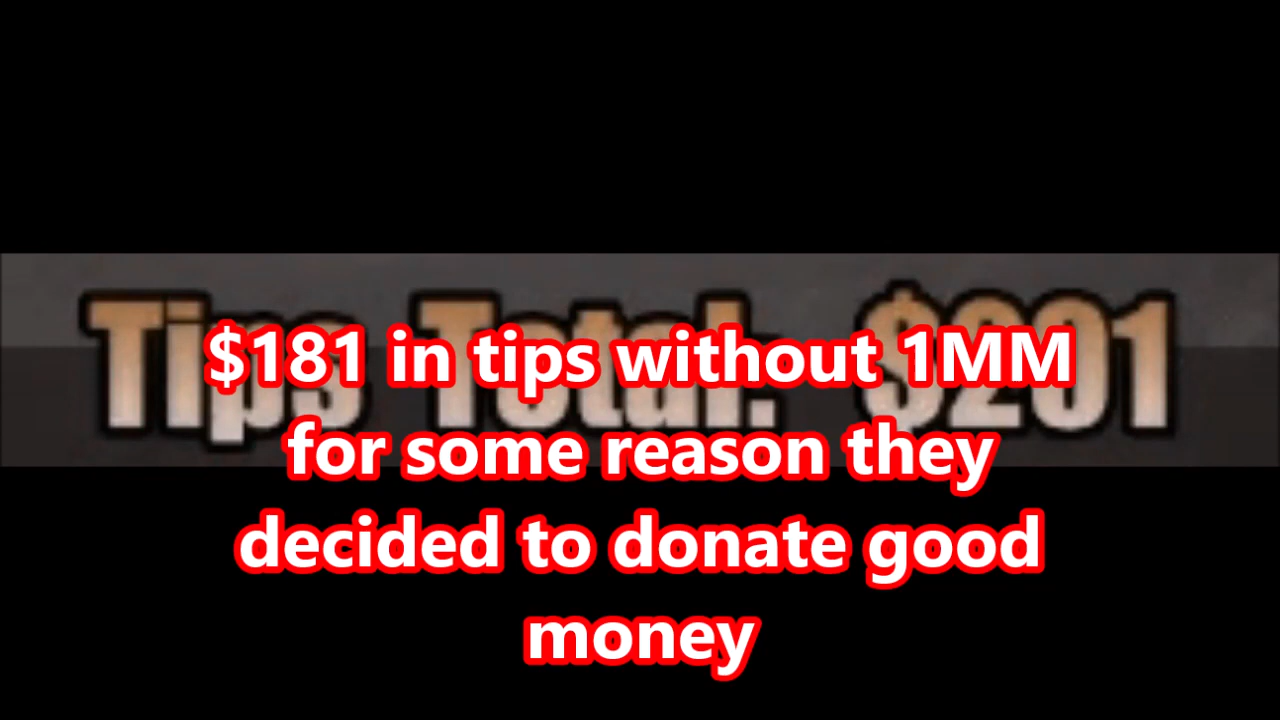 Tips Total: $201
$181 in tips without 1MM
for some reason they
decided to donate good
money